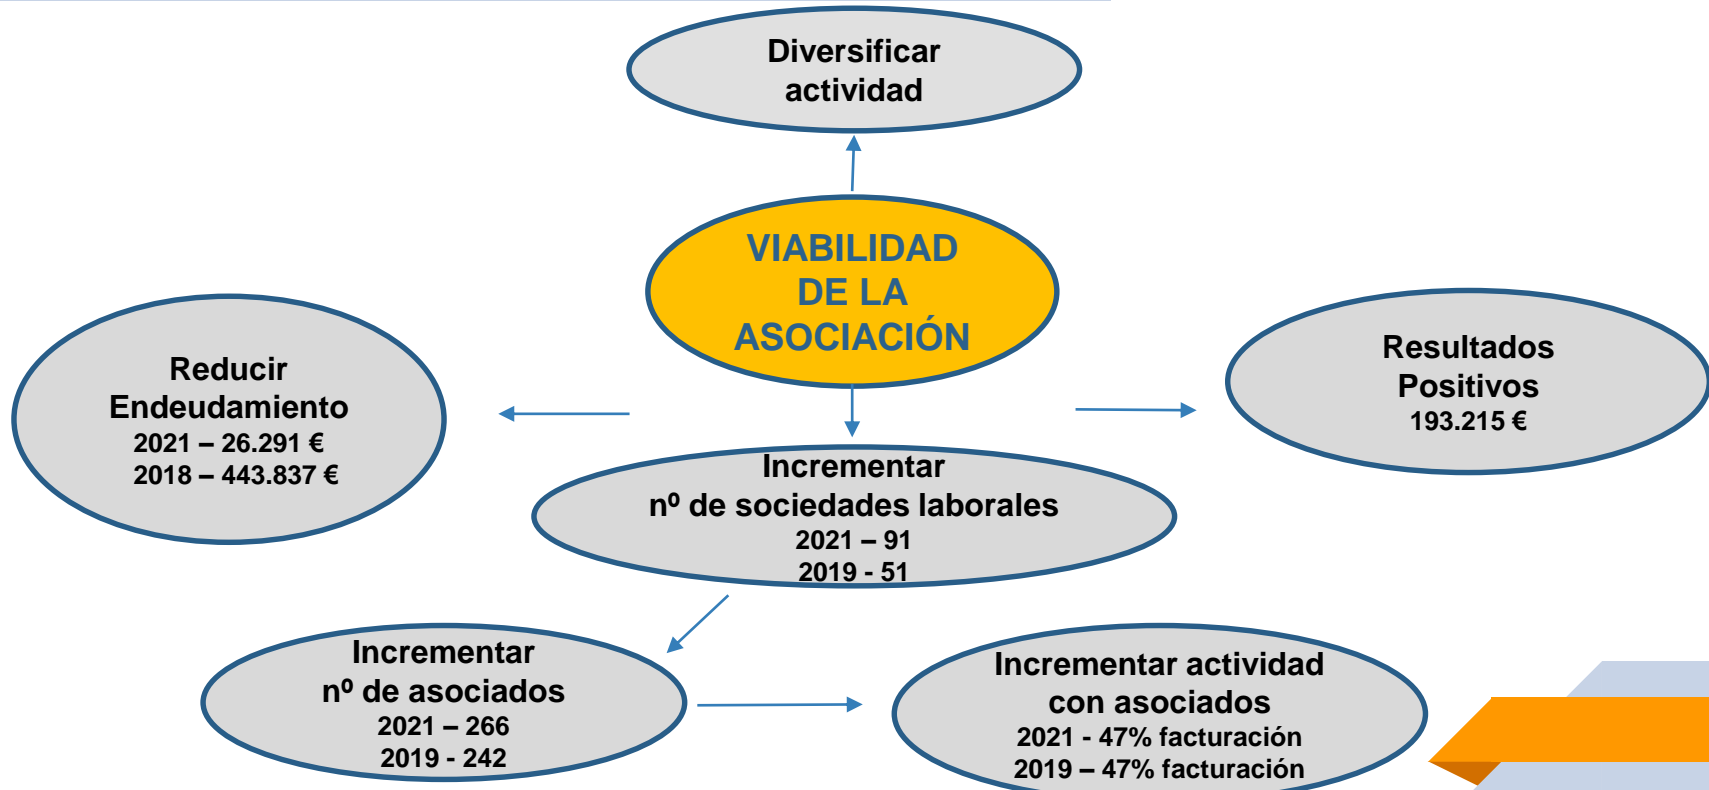 Diversificar
actividad
VIABILIDAD
DE LA
ASOCIACIÓN
Reducir
Endeudamiento
2021 – 26.291 €
2018 – 443.837 €
Resultados
Positivos
193.215 €
Incrementar
nº de sociedades laborales
2021 – 91
2019 - 51
Incrementar
nº de asociados
2021 – 266
2019 - 242
Incrementar actividad
con asociados
2021 - 47% facturación
2019 – 47% facturación